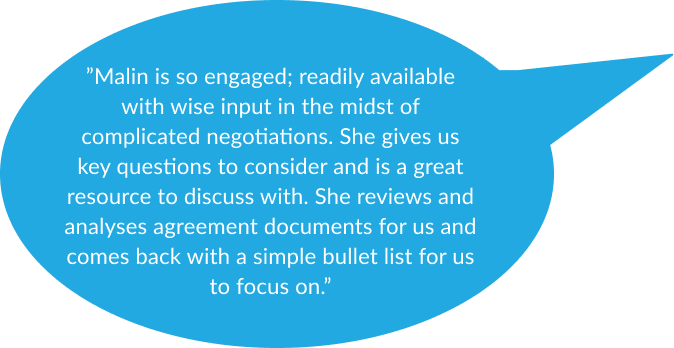 ”Malin is so engaged; readily available
with wise input in the midst of
complicated negotiations. She gives us
key questions to consider and is a great
resource to discuss with. She reviews and
analyses agreement documents for us and
comes back with a simple bullet list for us
to focus on.”